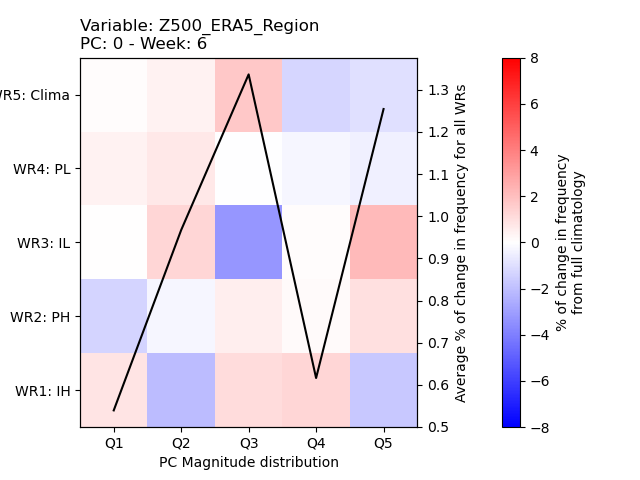 Variable: Z500_ERA5_Region
PC: 0 - Week: 6
WR5: Clima
WR4: PL
WR3: IL
WR2: PH
WR1: IH
Q1 Q2 Q3 Q4 Q5
PC Magnitude distribution
1.3
1.2
1.1
1.0
0.9
0.8
0.7
0.6
0.5
Average % of change in frequency for all WRs
8
6
4
2
0
−2
−4
−6
−8
% of change in frequency
from full climatology